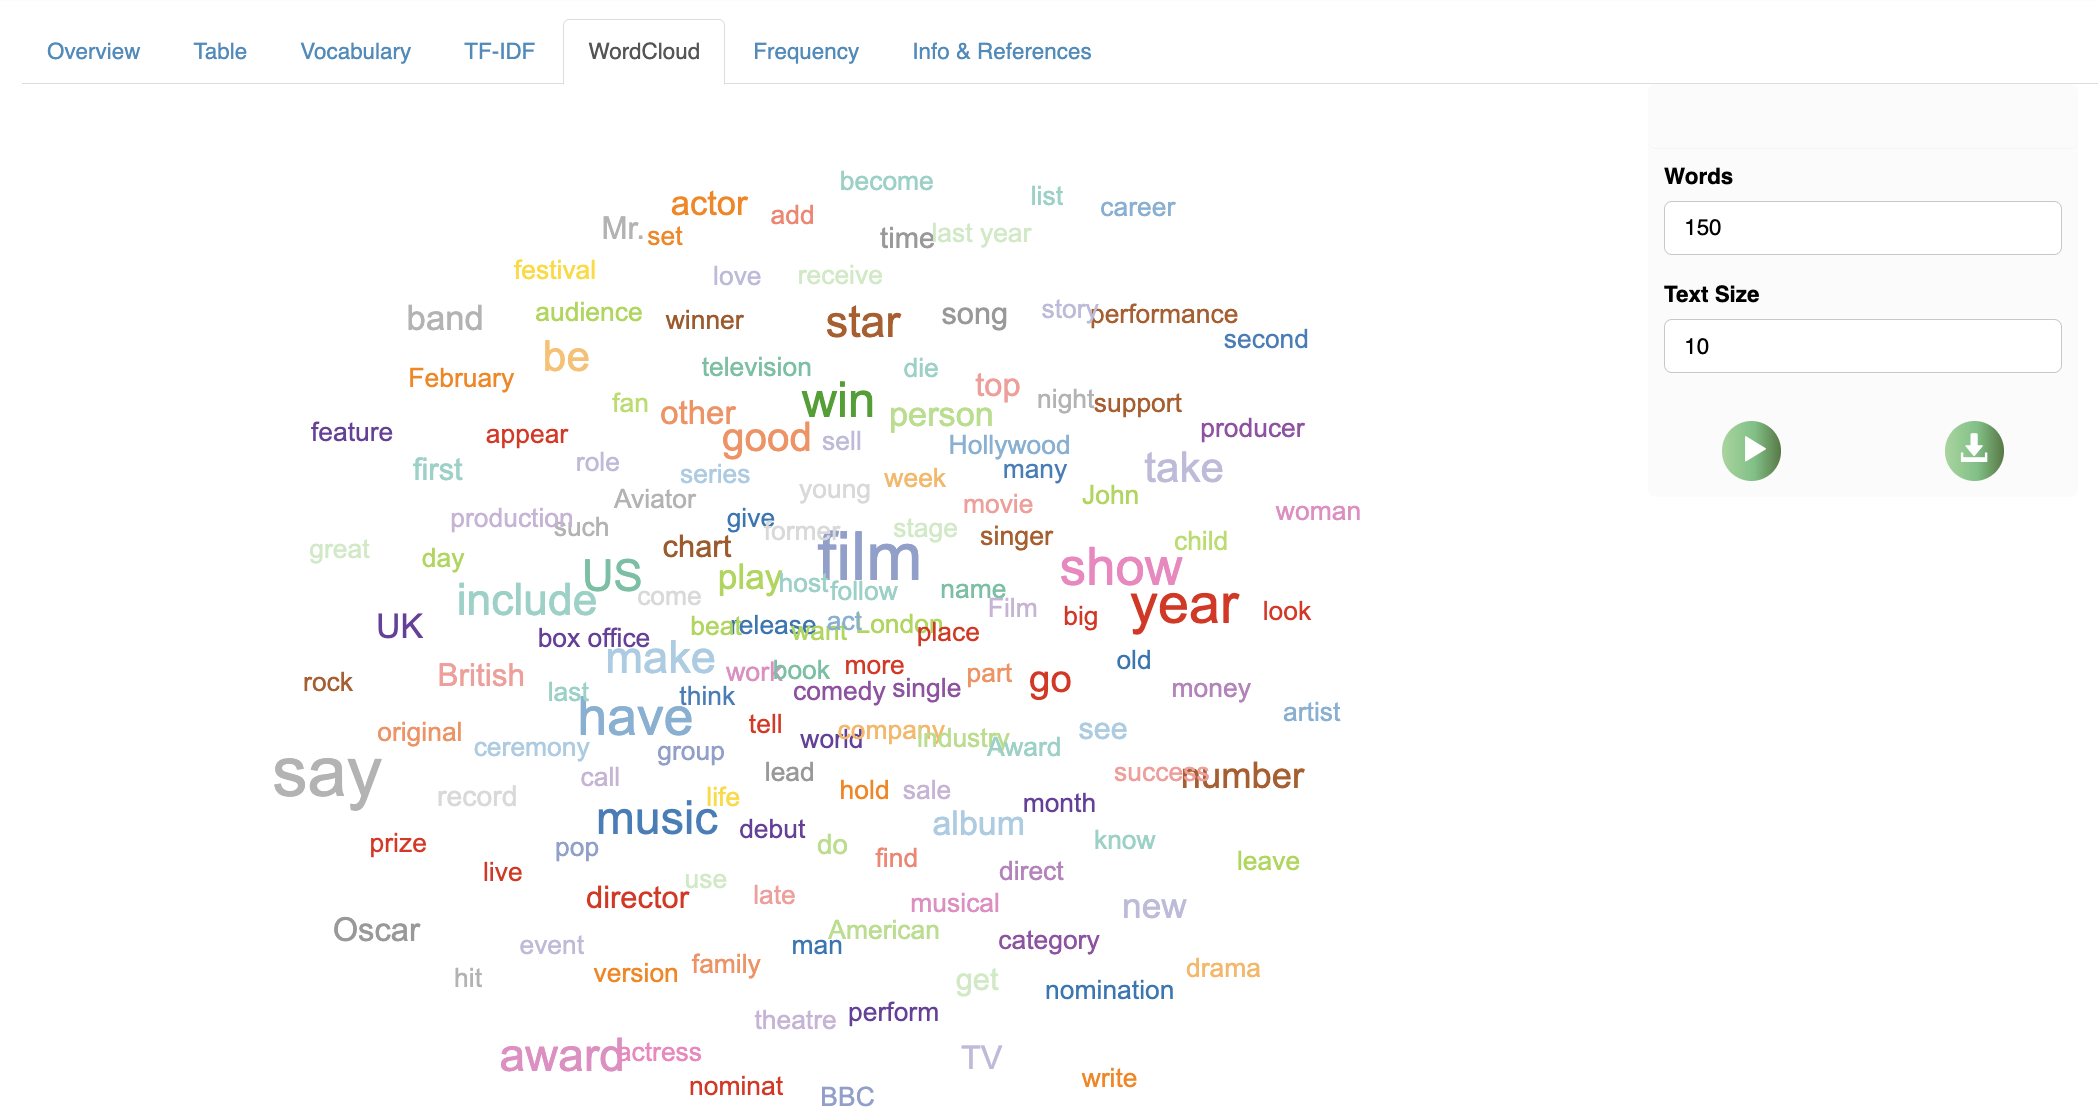 Overview Table Vocabulary TF-IDF WordCloud Frequency Info & References
Words
150
Text Size
10
become
list
actor
add
career
Mr.
set
time
last year
festival
love
receive
band
audience
winner
star
song
story
performance
second
be
television
die
February
top
fan
other
win
person
night
support
feature
appear
good
sell
Hollywood
producer
first
role
series
week
many
take
Aviator
young
movie
John
woman
production
such
give
former
stage
singer
child
great
day
chart
film
show
US
play
host
follow
name
include
come
Film
year
look
UK
box office
beat
release
want
act
London
place
big
make
British
work
book
more
part
go
old
rock
last
think
comedy
single
money
have
tell
artist
original
ceremony
group
world
company
industry
Award
see
say
call
lead
success
number
record
life
hold
sale
month
music
debut
album
prize
pop
do
find
know
live
use
direct
leave
director
late
musical
new
Oscar
event
man
American
category
hit
version
family
get
drama
nomination
theatre
perform
award
actress
TV
nominat
BBC
write